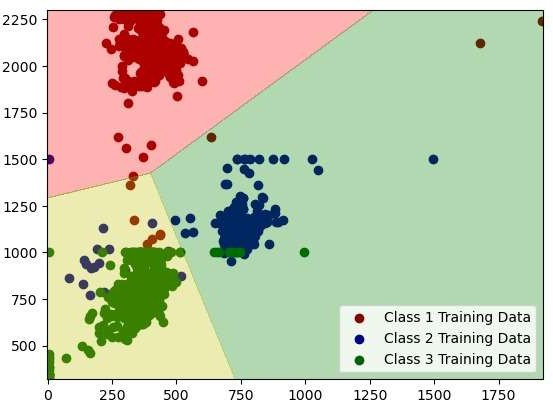 2250
2000
1750
1500
1250
1000
750
500
Class 1 Training Data
Class 2 Training Data
Class 3 Training Data
0 250 500 750 1000 1250 1500 1750